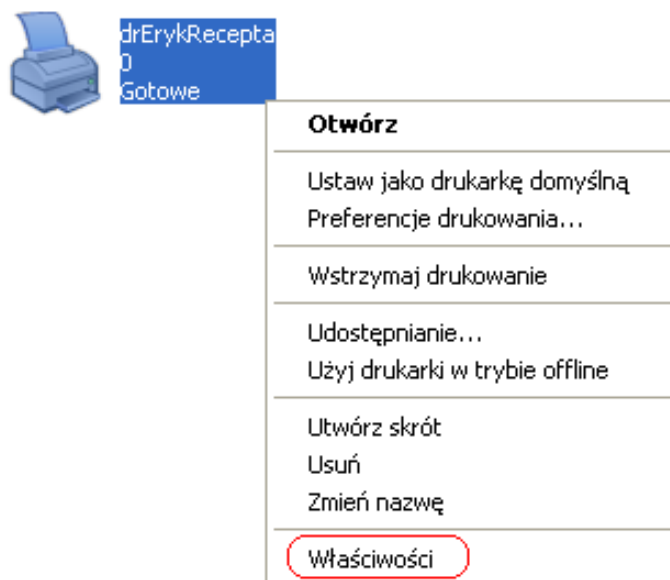 drErykRecepta
0
Gotowe
Otwórz
Ustaw jako drukarkę domyślną
Preferencje drukowania...
Wstrzymaj drukowanie
Udostępnianie...
Użyj drukarki w trybie offline
Utwórz skrót
Usuń
Zmień nazwę
Właściwości